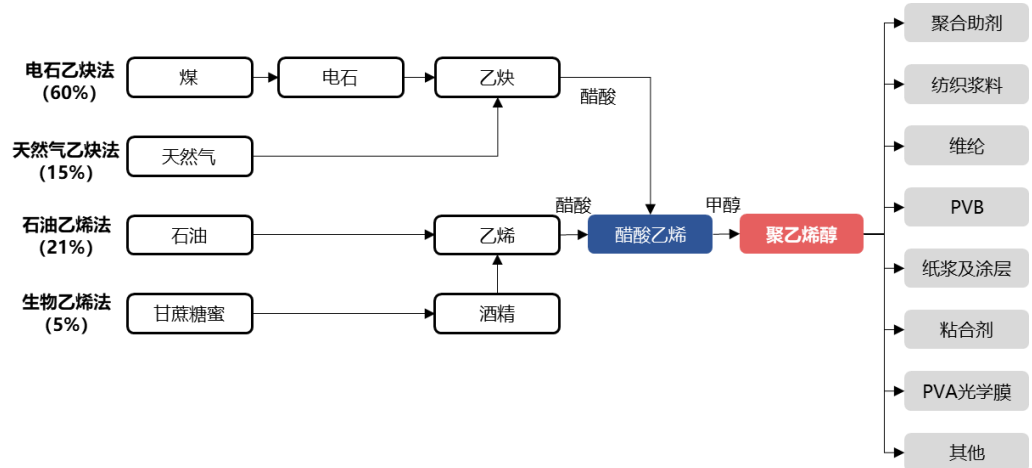 电石乙炔法
（60%）
煤
电石
乙炔
醋酸
天然气乙炔法
（15%）
天然气
石油乙烯法
（21%）
石油
乙烯
醋酸
醋酸乙烯
甲醇
聚乙烯醇
生物乙烯法
（5%）
甘蔗糖蜜
酒精
聚合助剂
纺织浆料
维纶
PVB
纸浆及涂层
粘合剂
PVA光学膜
其他